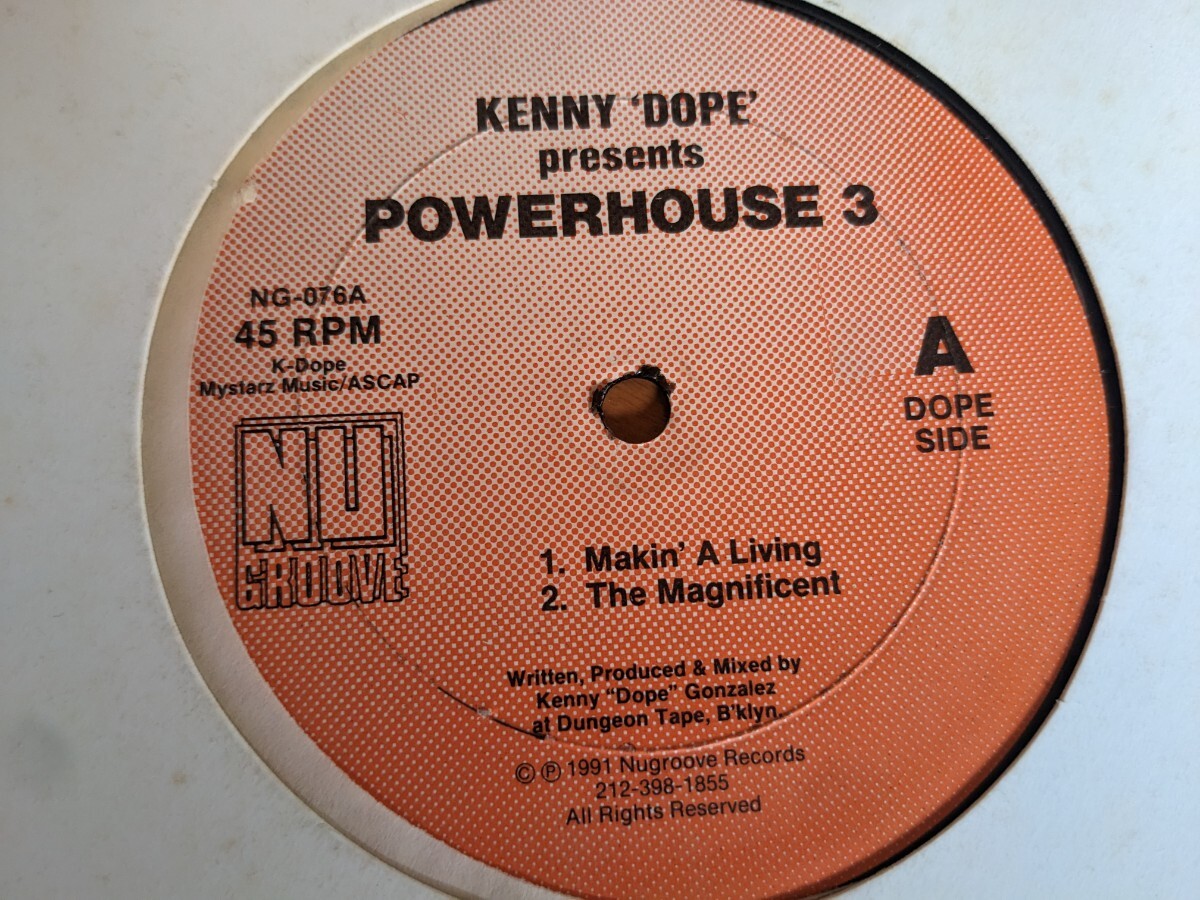 KENNY 'DOPE'
presents
POWERHOUSE 3
NG-076A
45 RPM
K-Dope
Mystarz Music/ASCAP
NU
GROOVE
A
DOPE
SIDE
1. Makin' A Living
2. The Magnificent
Written, Produced & Mixed by
Kenny "Dope" Gonzalez
at Dungeon Tape, B'klyn.
© ℗ 1991 Nugroove Records
212-398-1855
All Rights Reserved